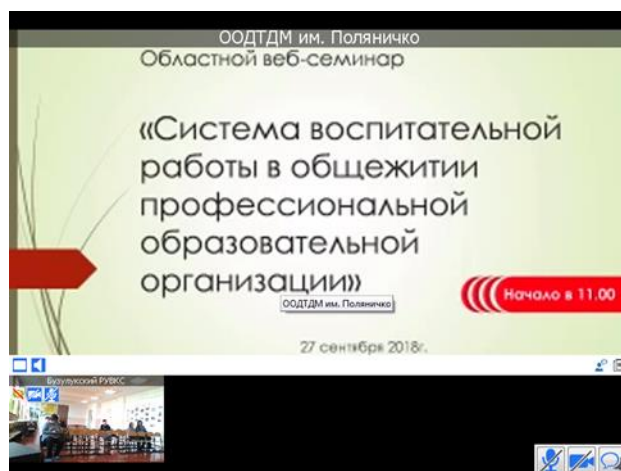 ООДТДМ им. Поляничко
Областной веб-семинар
«Система воспитательной
работы в общежитии
профессиональной
образовательной
организации»
ООДТДМ им. Поляничко
Начало в 11.00
27 сентября 2018г.
Бузулукский РУВКС